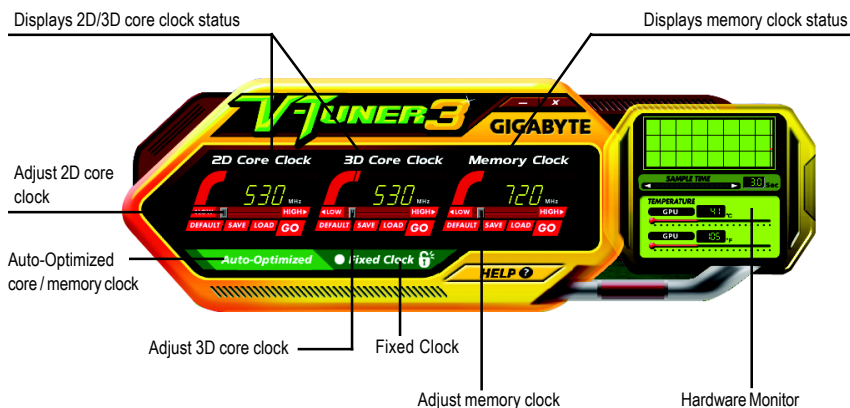 Displays 2D/3D core clock status
Displays memory clock status
V-TUNER3
GIGABYTE
2D Core Clock 3D Core Clock Memory Clock
530 MHz 530 MHz 720 MHz
LOW HIGH LOW HIGH LOW HIGH
DEFAULT SAVE LOAD GO DEFAULT SAVE LOAD GO DEFAULT SAVE LOAD GO
Auto-Optimized Fixed Clock
HELP ?
SAMPLE TIME 3.0 Sec
TEMPERATURE
GPU 41 °C
GPU 105 °F
Adjust 2D core
clock
Auto-Optimized
core / memory clock
Adjust 3D core clock
Fixed Clock
Adjust memory clock
Hardware Monitor